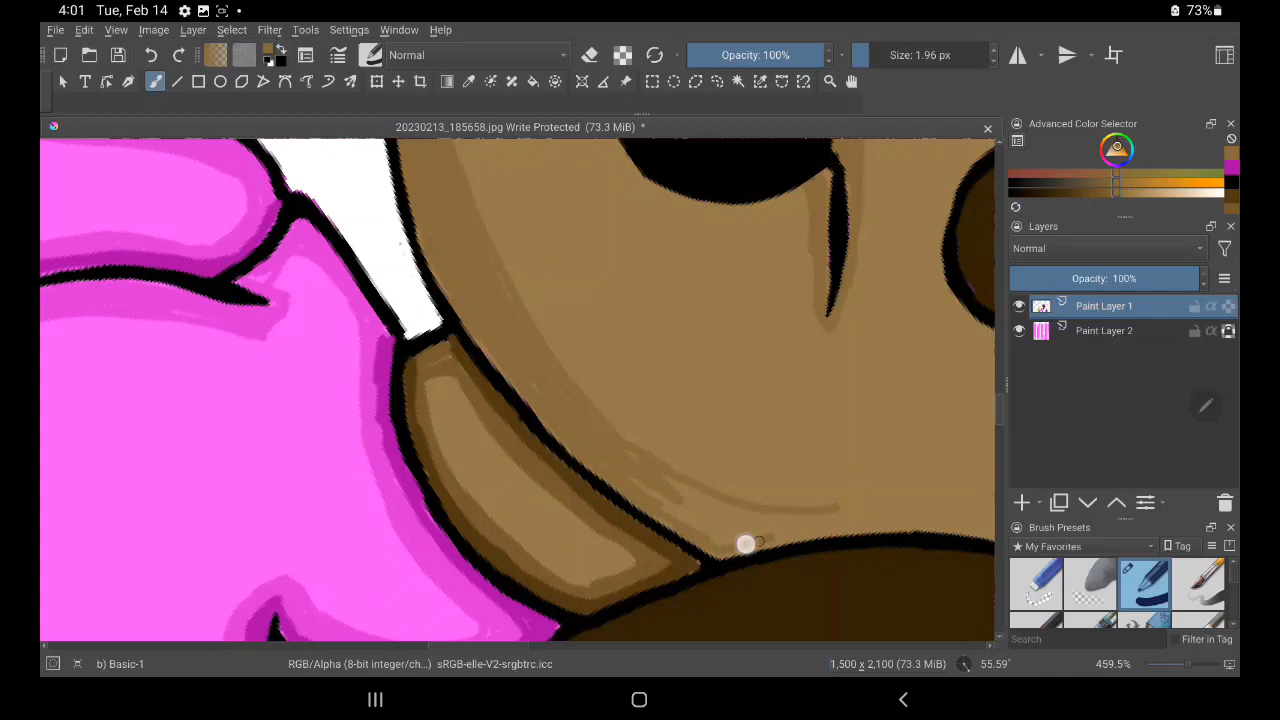 4:01 Tue, Feb 14
73%
File Edit View Image Layer Select Filter Tools Settings Window Help
Normal
Opacity: 100%
Size: 1.96 px
20230213_185658.jpg Write Protected (73.3 MiB) *
Advanced Color Selector
Layers
Normal
Opacity: 100%
Paint Layer 1
Paint Layer 2
Brush Presets
★ My Favorites
Tag
Search
Filter in Tag
b) Basic-1
RGB/Alpha (8-bit integer/ch...) sRGB-elle-V2-srgbtrc.icc
1,500 x 2,100 (73.3 MiB)
55.59°
459.5%